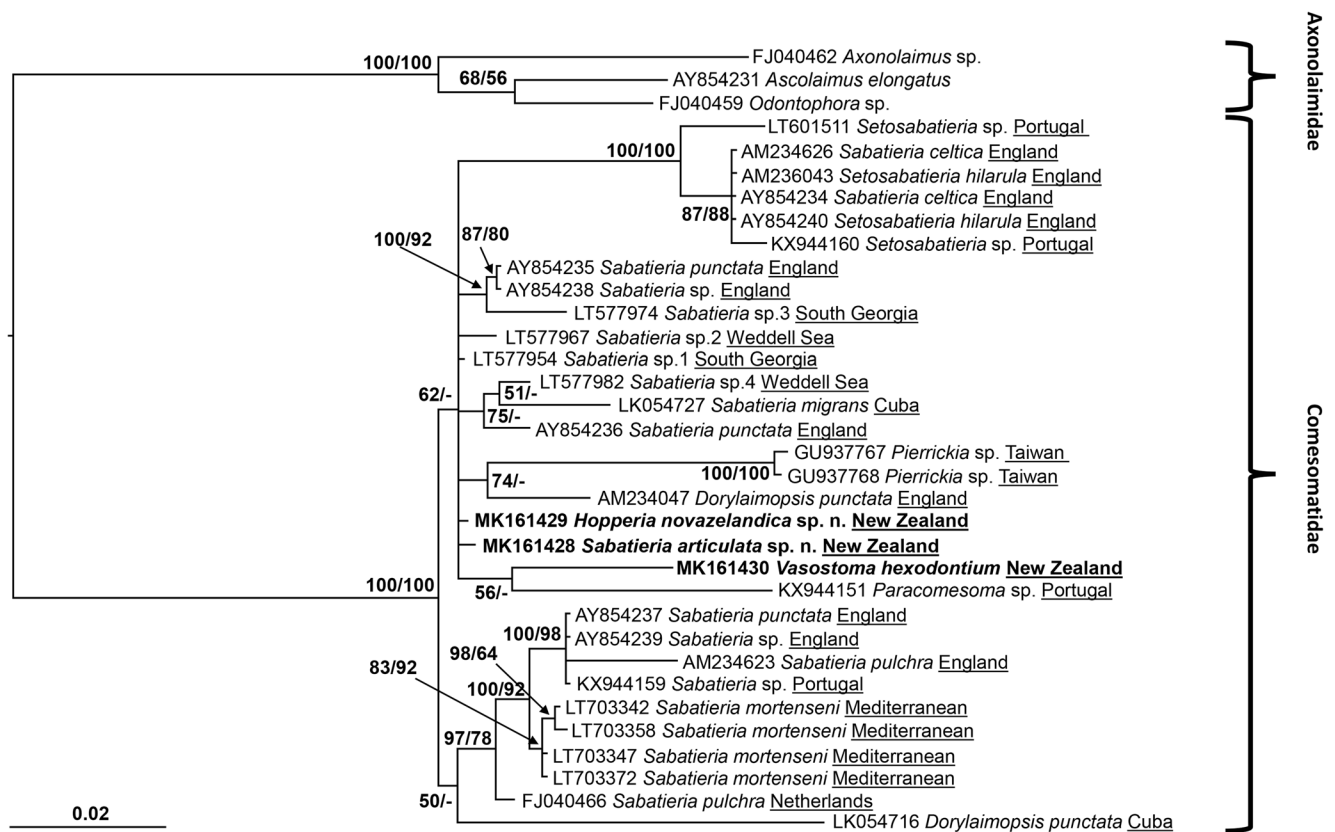 100/100
FJ040462 Axonolaimus sp.
68/56
AY854231 Ascolaimus elongatus
FJ040459 Odontophora sp.
Axonolaimidae
LT601511 Setosabatieria sp. Portugal
100/100
AM234626 Sabatieria celtica England
AM236043 Setosabatieria hilarula England
AY854234 Sabatieria celtica England
87/88
AY854240 Setosabatieria hilarula England
KX944160 Setosabatieria sp. Portugal
100/92
87/80
AY854235 Sabatieria punctata England
AY854238 Sabatieria sp. England
LT577974 Sabatieria sp.3 South Georgia
LT577967 Sabatieria sp.2 Weddell Sea
LT577954 Sabatieria sp.1 South Georgia
62/-
LT577982 Sabatieria sp.4 Weddell Sea
51/-
LK054727 Sabatieria migrans Cuba
75/-
AY854236 Sabatieria punctata England
GU937767 Pierrickia sp. Taiwan
100/100
GU937768 Pierrickia sp. Taiwan
74/-
AM234047 Dorylaimopsis punctata England
MK161429 Hopperia novazelandica sp. n. New Zealand
MK161428 Sabatieria articulata sp. n. New Zealand
MK161430 Vasostoma hexodontium New Zealand
56/-
KX944151 Paracomesoma sp. Portugal
Comesomatidae
100/100
AY854237 Sabatieria punctata England
100/98
AY854239 Sabatieria sp. England
98/64
AM234623 Sabatieria pulchra England
83/92
KX944159 Sabatieria sp. Portugal
100/92
LT703342 Sabatieria mortenseni Mediterranean
LT703358 Sabatieria mortenseni Mediterranean
97/78
LT703347 Sabatieria mortenseni Mediterranean
LT703372 Sabatieria mortenseni Mediterranean
50/-
FJ040466 Sabatieria pulchra Netherlands
LK054716 Dorylaimopsis punctata Cuba
0.02